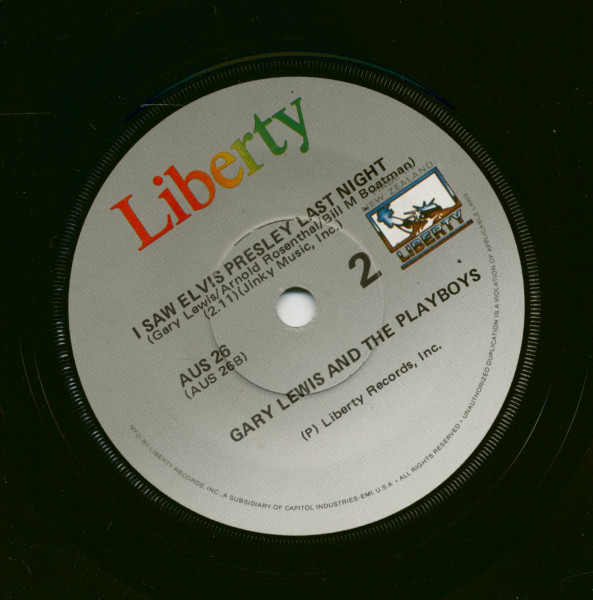 Liberty
NEW ZEALAND
LIBERTY
I SAW ELVIS PRESLEY LAST NIGHT
(Gary Lewis/Arnold Rosenthal/Bill M Boatman)
(2.11)(Jinky Music, Inc.)
2
AUS 26
(AUS 26B)
GARY LEWIS AND THE PLAYBOYS
(P) Liberty Records, Inc.
MFD. BY LIBERTY RECORDS, INC., A SUBSIDIARY OF CAPITOL INDUSTRIES-EMI, U.S.A. • ALL RIGHTS RESERVED • UNAUTHORIZED DUPLICATION IS A VIOLATION OF APPLICABLE LAWS